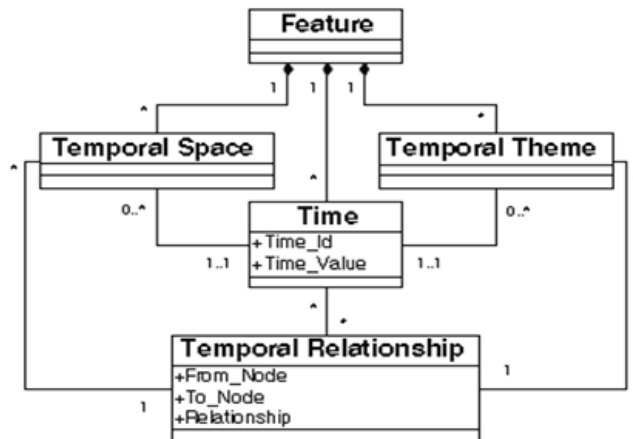 Feature
1 1 1
^ *
Temporal Space
Temporal Theme
^
^
0..^
Time
0..^
+Time_Id
+Time_Value
1..1
1..1
^
*
Temporal Relationship
+From_Node
+To_Node
+Relationship
1
1